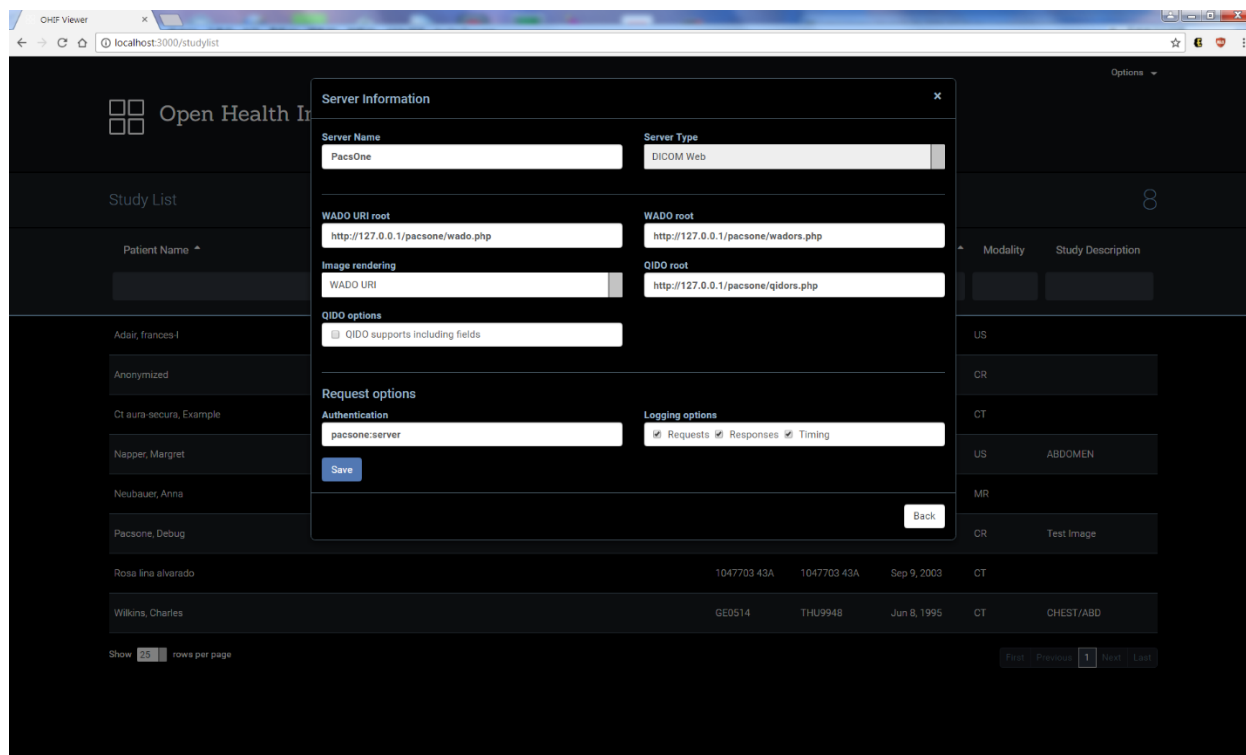 OHIF Viewer
localhost:3000/studylist
Options
Open Health
Server Information
Server Name
Server Type
PacsOne
DICOM Web
Study List
8
WADO URI root
WADO root
http://127.0.0.1/pacsone/wado.php
http://127.0.0.1/pacsone/wadors.php
Patient Name
Modality
Study Description
Image rendering
QIDO root
WADO URI
http://127.0.0.1/pacsone/qidors.php
QIDO options
QIDO supports including fields
Adair, frances-l
US
Anonymized
CR
Request options
Authentication
Logging options
Ct aura-secura, Example
CT
pacsone:server
Requests Responses Timing
Napper, Margret
US ABDOMEN
Save
Neubauer, Anna
MR
Back
Pacsone, Debug
CR Test Image
Rosa lina alvarado 1047703 43A 1047703 43A Sep 9, 2003 CT
Wilkins, Charles GE0514 THU9948 Jun 8, 1995 CT CHEST/ABD
Show 25 rows per page
First Previous 1 Next Last